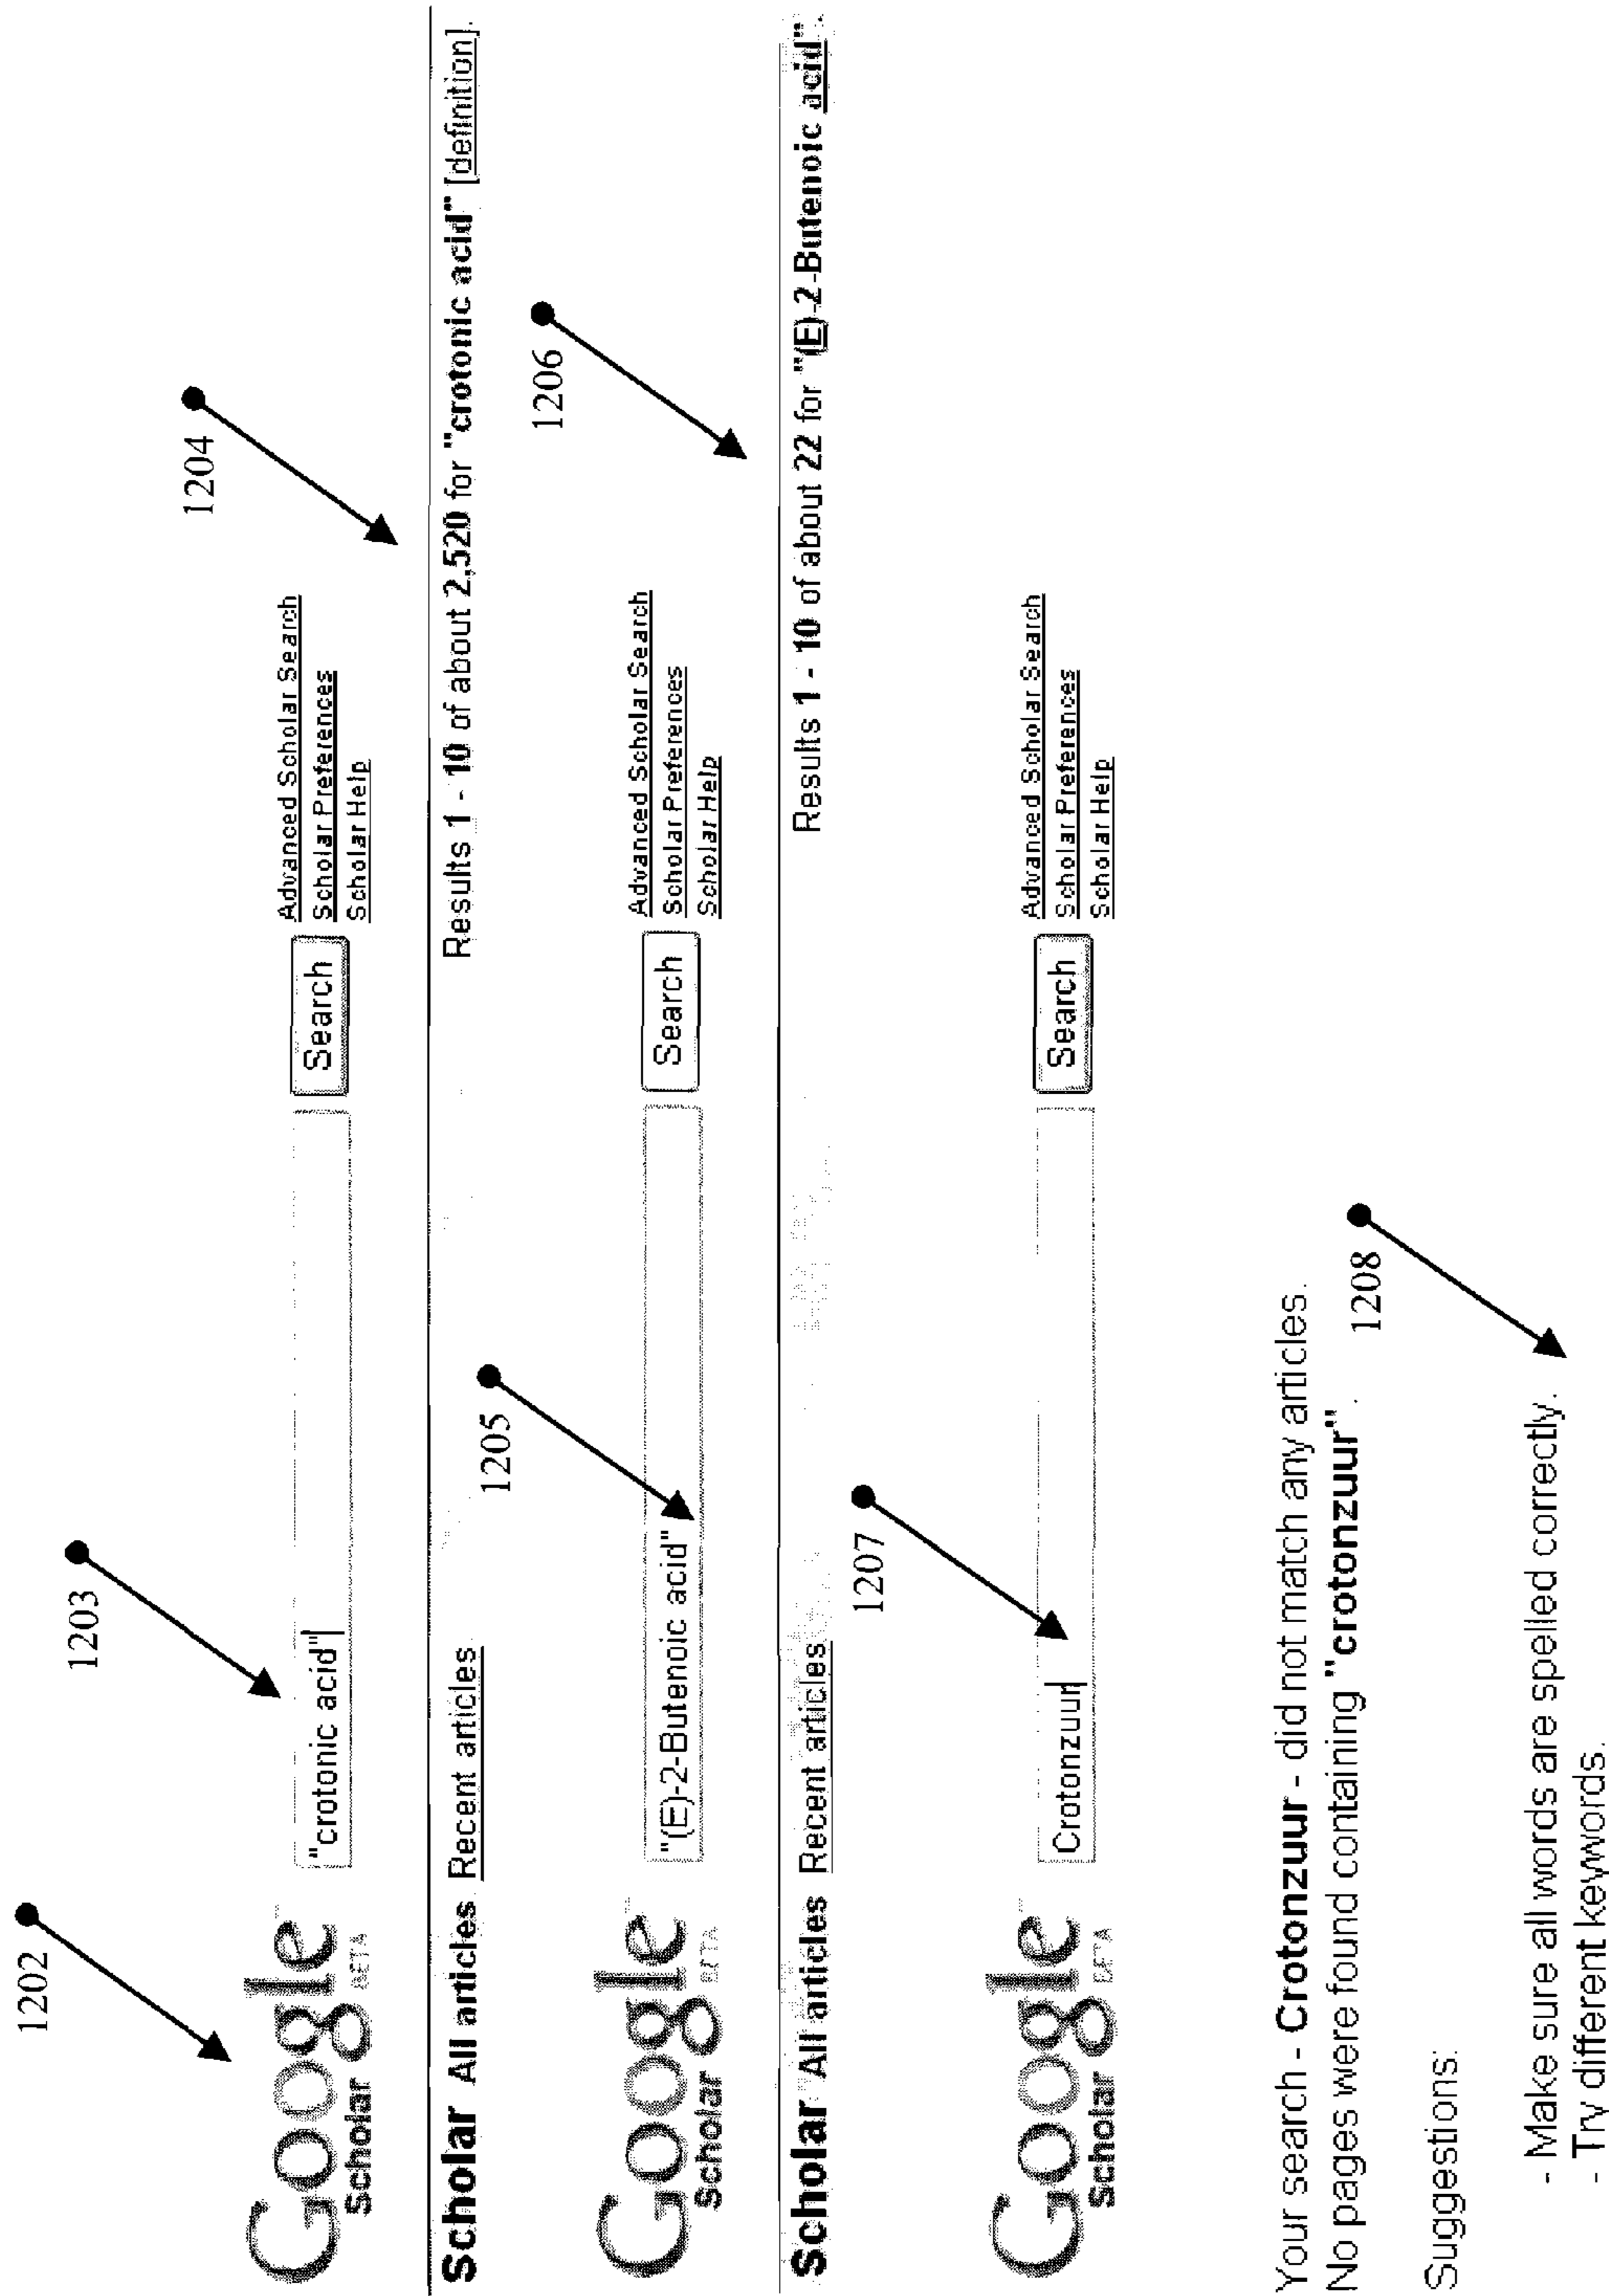 1202
1203
1204
Google
Scholar BETA
"crotonic acid"
Search
Advanced Scholar Search
Scholar Preferences
Scholar Help
Scholar All articles Recent articles
Results 1 - 10 of about 2,520 for "crotonic acid" [definition].
1205
1206
Google
Scholar BETA
"(E)-2-Butenoic acid"
Search
Advanced Scholar Search
Scholar Preferences
Scholar Help
Scholar All articles Recent articles
Results 1 - 10 of about 22 for "(E)-2-Butenoic acid".
1207
Google
Scholar BETA
Crotonzuur
Search
Advanced Scholar Search
Scholar Preferences
Scholar Help
Your search - Crotonzuur - did not match any articles.
No pages were found containing "crotonzuur".
1208
Suggestions:
- Make sure all words are spelled correctly.
- Try different keywords.